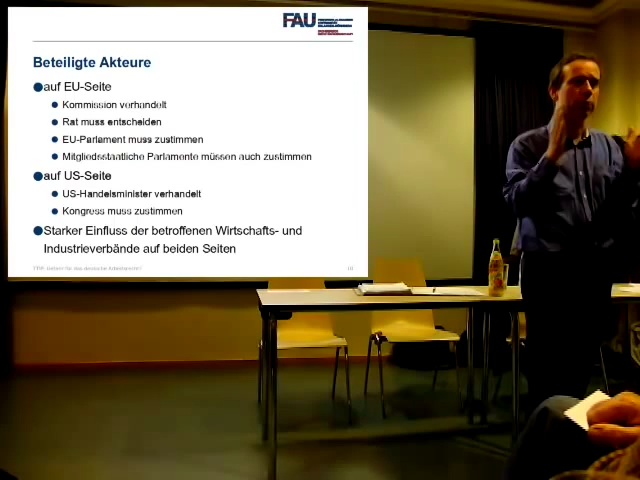 FAU
Beteiligte Akteure
auf EU-Seite
Kommission verhandelt
Rat muss entscheiden
EU-Parlament muss zustimmen
Mitgliedsstaatliche Parlamente müssen auch zustimmen
auf US-Seite
US-Handelsminister verhandelt
Kongress muss zustimmen
Starker Einfluss der betroffenen Wirtschafts- und
Industrieverbände auf beiden Seiten